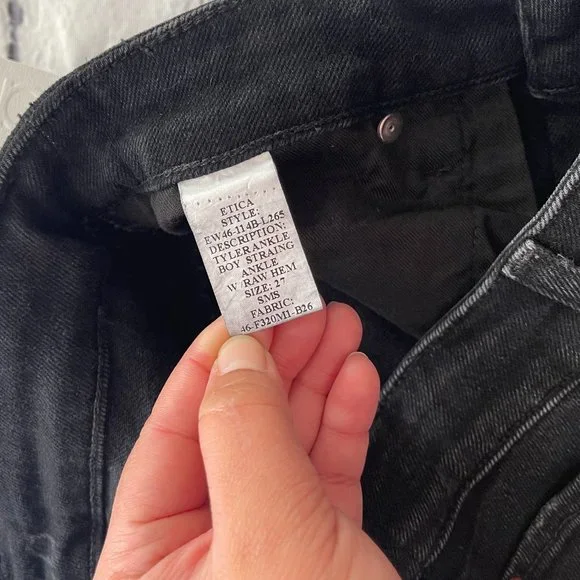 ETICA
STYLE:
EW46-114B-L265
DESCRIPTION:
TYLER ANKLE
BOY STRAING
ANKLE
W/RAW HEM
SIZE: 27
SMS
FABRIC:
46-F320M1-B26